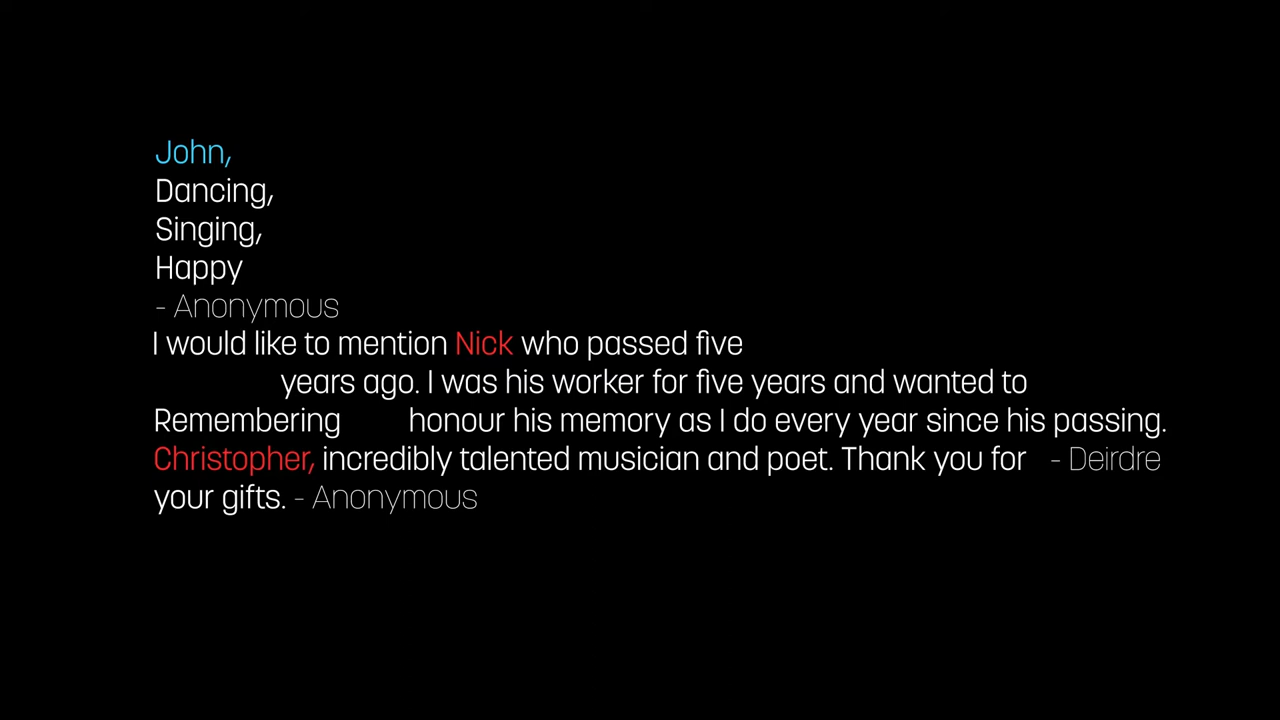 John,
Dancing,
Singing,
Happy
- Anonymous
I would like to mention Nick who passed five
years ago. I was his worker for five years and wanted to
Remembering honour his memory as I do every year since his passing.
Christopher, incredibly talented musician and poet. Thank you for - Deirdre
your gifts. - Anonymous